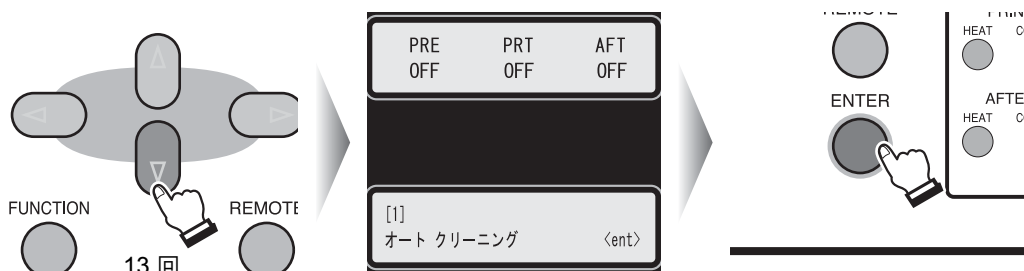 FUNCTION
REMOTE
13 回
PRE PRT AFT
OFF OFF OFF
[1]
オート クリーニング <ent>
REMOTE
ENTER
HEAT
AFTE
HEAT